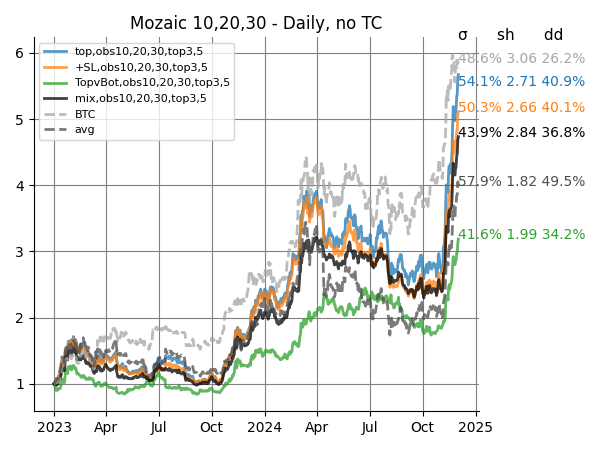 Mozaic 10,20,30 - Daily, no TC
σ sh dd
top,obs10,20,30,top3,5
+SL,obs10,20,30,top3,5
TopvBot,obs10,20,30,top3,5
mix,obs10,20,30,top3,5
BTC
avg
48.6% 3.06 26.2%
54.1% 2.71 40.9%
50.3% 2.66 40.1%
43.9% 2.84 36.8%
57.9% 1.82 49.5%
41.6% 1.99 34.2%
6
5
4
3
2
1
2023 Apr Jul Oct 2024 Apr Jul Oct 2025